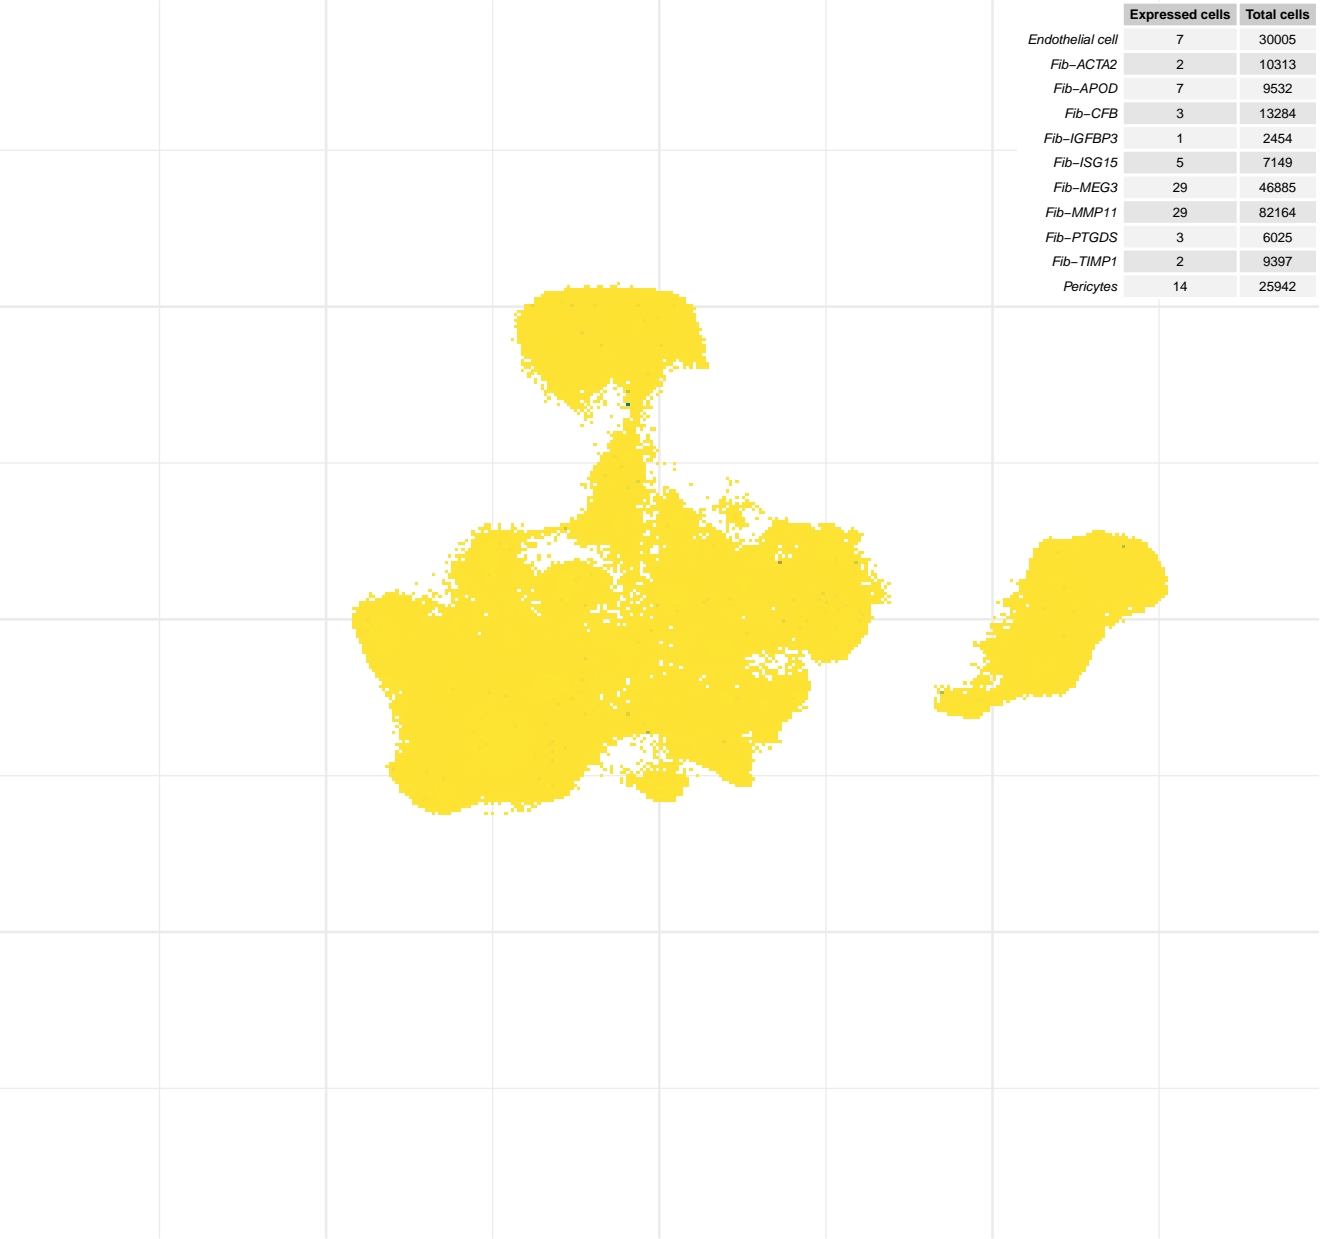 Expressed cells Total cells
Endothelial cell 7 30005
Fib−ACTA2 2 10313
Fib−APOD 7 9532
Fib−CFB 3 13284
Fib−IGFBP3 1 2454
Fib−ISG15 5 7149
Fib−MEG3 29 46885
Fib−MMP11 29 82164
Fib−PTGDS 3 6025
Fib−TIMP1 2 9397
Pericytes 14 25942